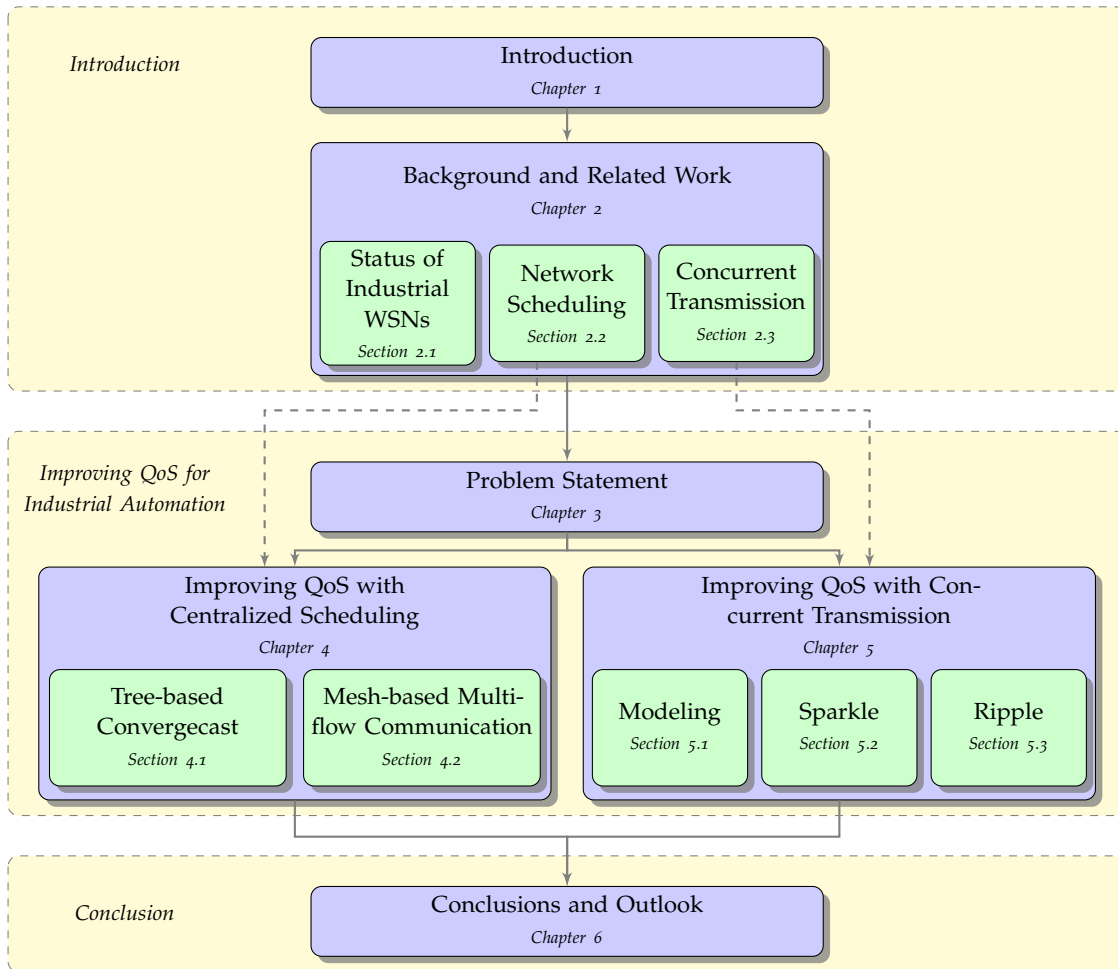 Introduction
Introduction
Chapter 1
Background and Related Work
Chapter 2
Status of
Industrial
WSNs
Section 2.1
Network
Scheduling
Section 2.2
Concurrent
Transmission
Section 2.3
Improving QoS for
Industrial Automation
Problem Statement
Chapter 3
Improving QoS with
Centralized Scheduling
Chapter 4
Tree-based
Convergecast
Section 4.1
Mesh-based Multi-
flow Communication
Section 4.2
Improving QoS with Con-
current Transmission
Chapter 5
Modeling
Section 5.1
Sparkle
Section 5.2
Ripple
Section 5.3
Conclusion
Conclusions and Outlook
Chapter 6